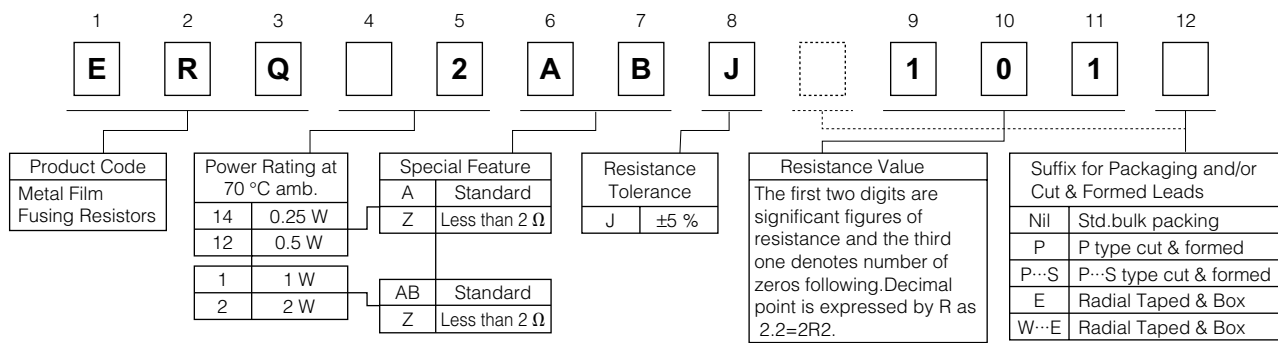 1 2 3 4 5 6 7 8 9 10 11 12
E R Q 2 A B J 1 0 1
Product Code
Metal Film
Fusing Resistors
Power Rating at
70 °C amb.
14 0.25 W
12 0.5 W
1 1 W
2 2 W
Special Feature
A Standard
Z Less than 2 Ω
AB Standard
Z Less than 2 Ω
Resistance
Tolerance
J ±5 %
Resistance Value
The first two digits are
significant figures of
resistance and the third
one denotes number of
zeros following.Decimal
point is expressed by R as
2.2=2R2.
Suffix for Packaging and/or
Cut & Formed Leads
Nil Std.bulk packing
P P type cut & formed
P···S P···S type cut & formed
E Radial Taped & Box
W···E Radial Taped & Box